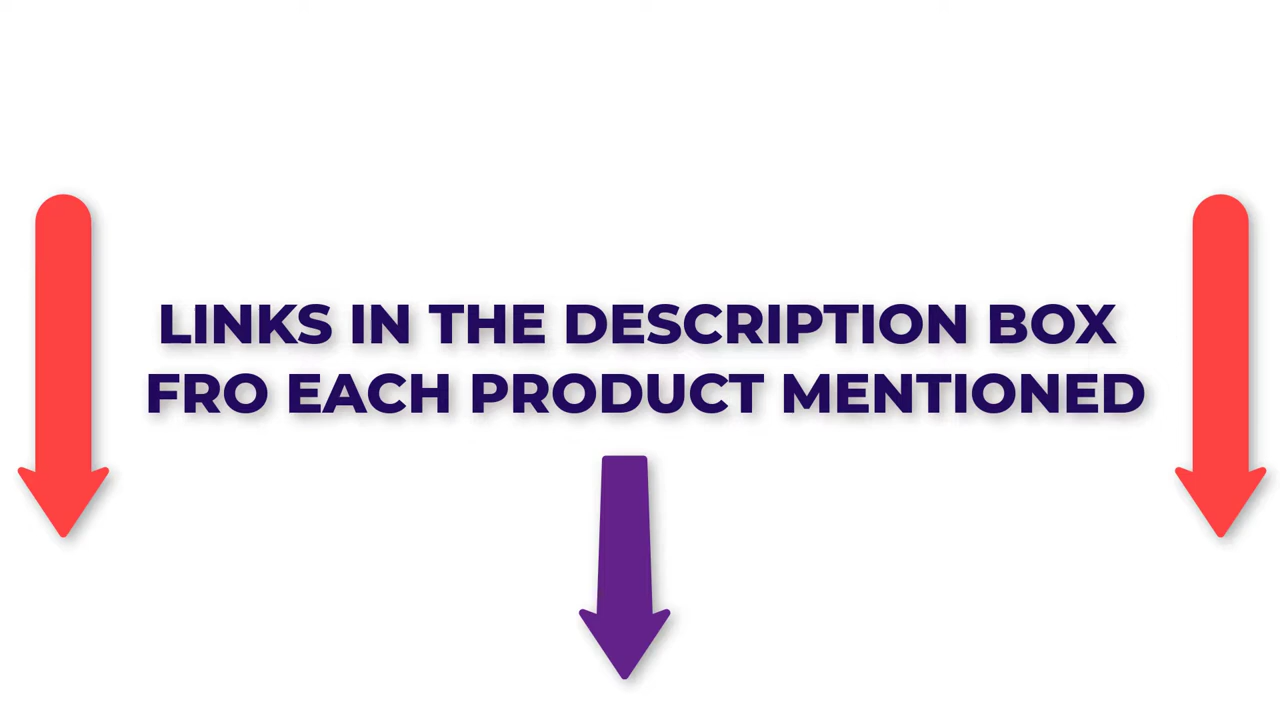 LINKS IN THE DESCRIPTION BOX
FRO EACH PRODUCT MENTIONED